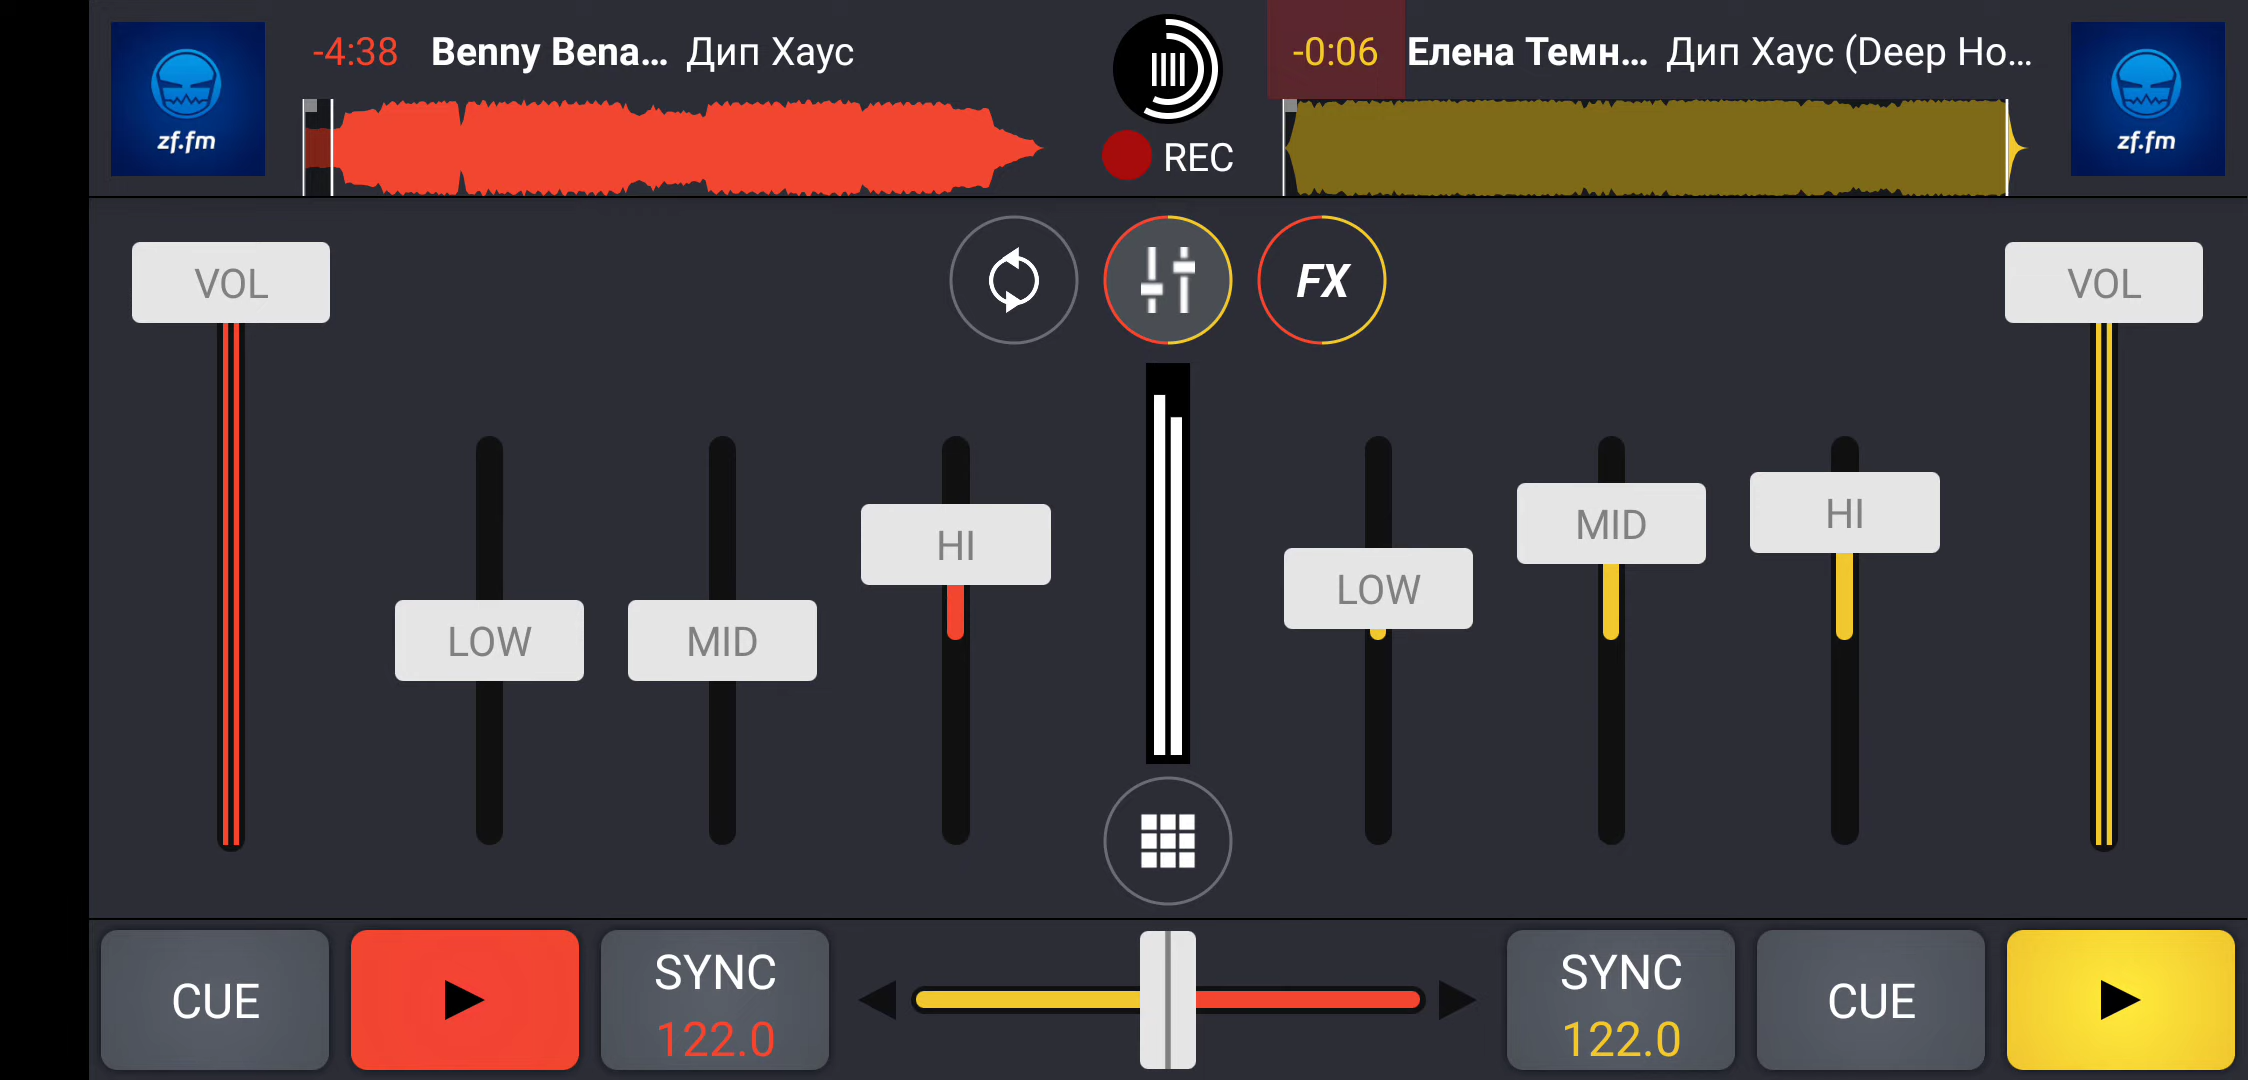 zf.fm
-4:38 Benny Bena... Дип Хаус
REC
-0:06 Елена Темн... Дип Хаус (Deep Ho...
zf.fm
VOL
FX
VOL
LOW
MID
HI
LOW
MID
HI
CUE
SYNC
122.0
SYNC
122.0
CUE